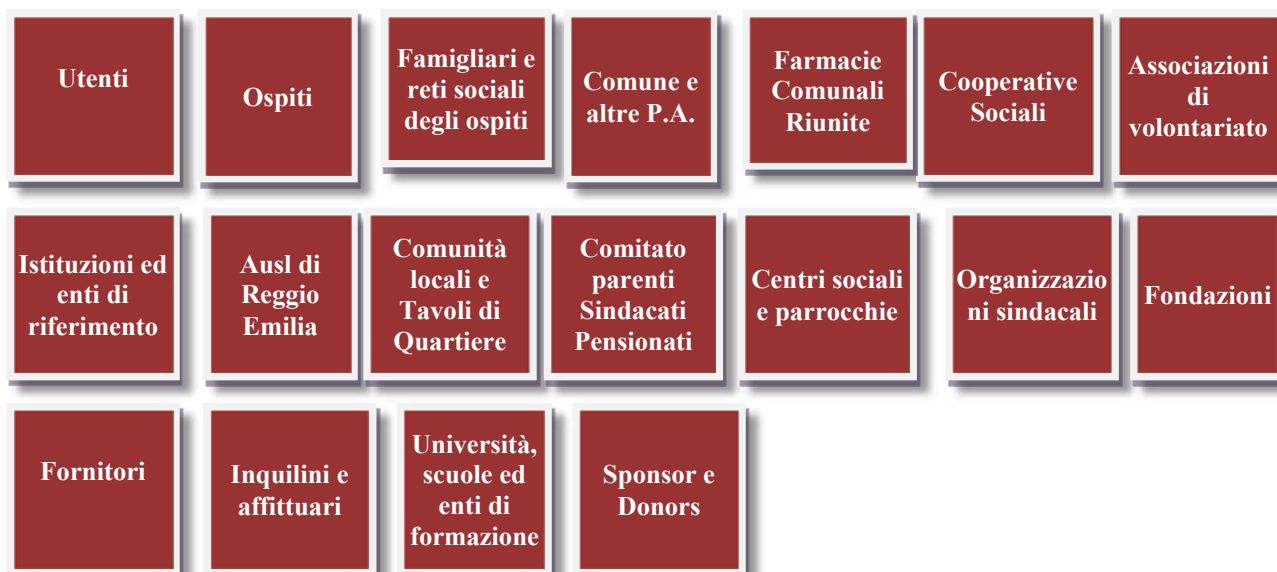 Utenti
Ospiti
Famigliari e
reti sociali
degli ospiti
Comune e
altre P.A.
Farmacie
Comunali
Riunite
Cooperative
Sociali
Associazioni
di
volontariato
Istituzioni ed
enti di
riferimento
Ausl di
Reggio
Emilia
Comunità
locali e
Tavoli di
Quartiere
Comitato
parenti
Sindacati
Pensionati
Centri sociali
e parrocchie
Organizzazio
ni sindacali
Fondazioni
Fornitori
Inquilini e
affittuari
Università,
scuole ed
enti di
formazione
Sponsor e
Donors